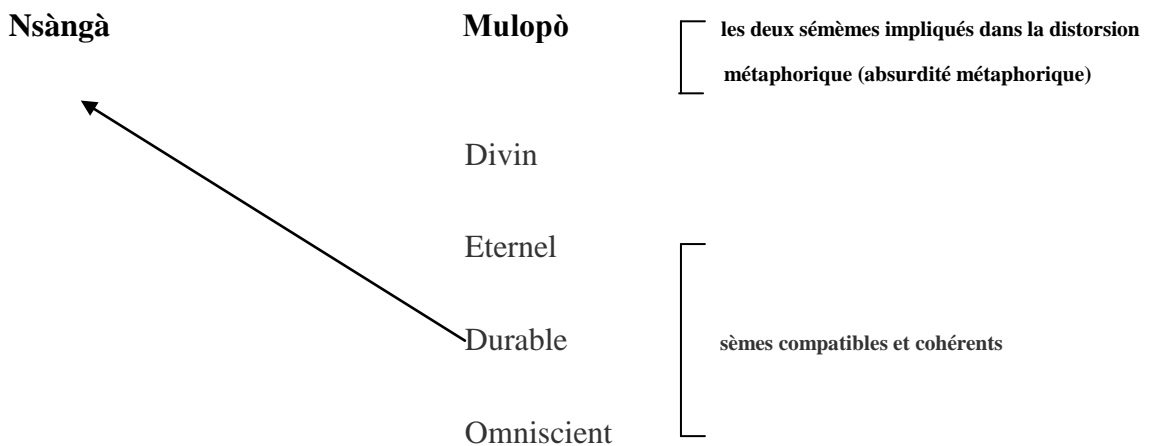 Nsàngà Mulopò les deux sémèmes impliqués dans la distorsion
métaphorique (absurdité métaphorique)
Divin
Eternel
Durable sèmes compatibles et cohérents
Omniscient